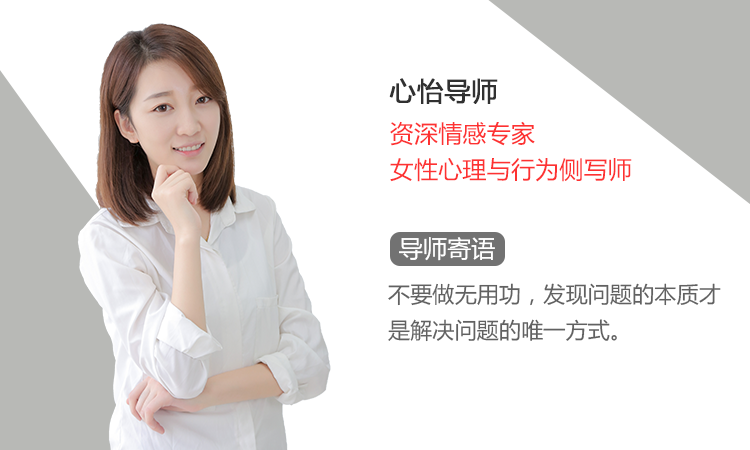 心怡导师
资深情感专家
女性心理与行为侧写师
导师寄语
不要做无用功，发现问题的本质才
是解决问题的唯一方式。